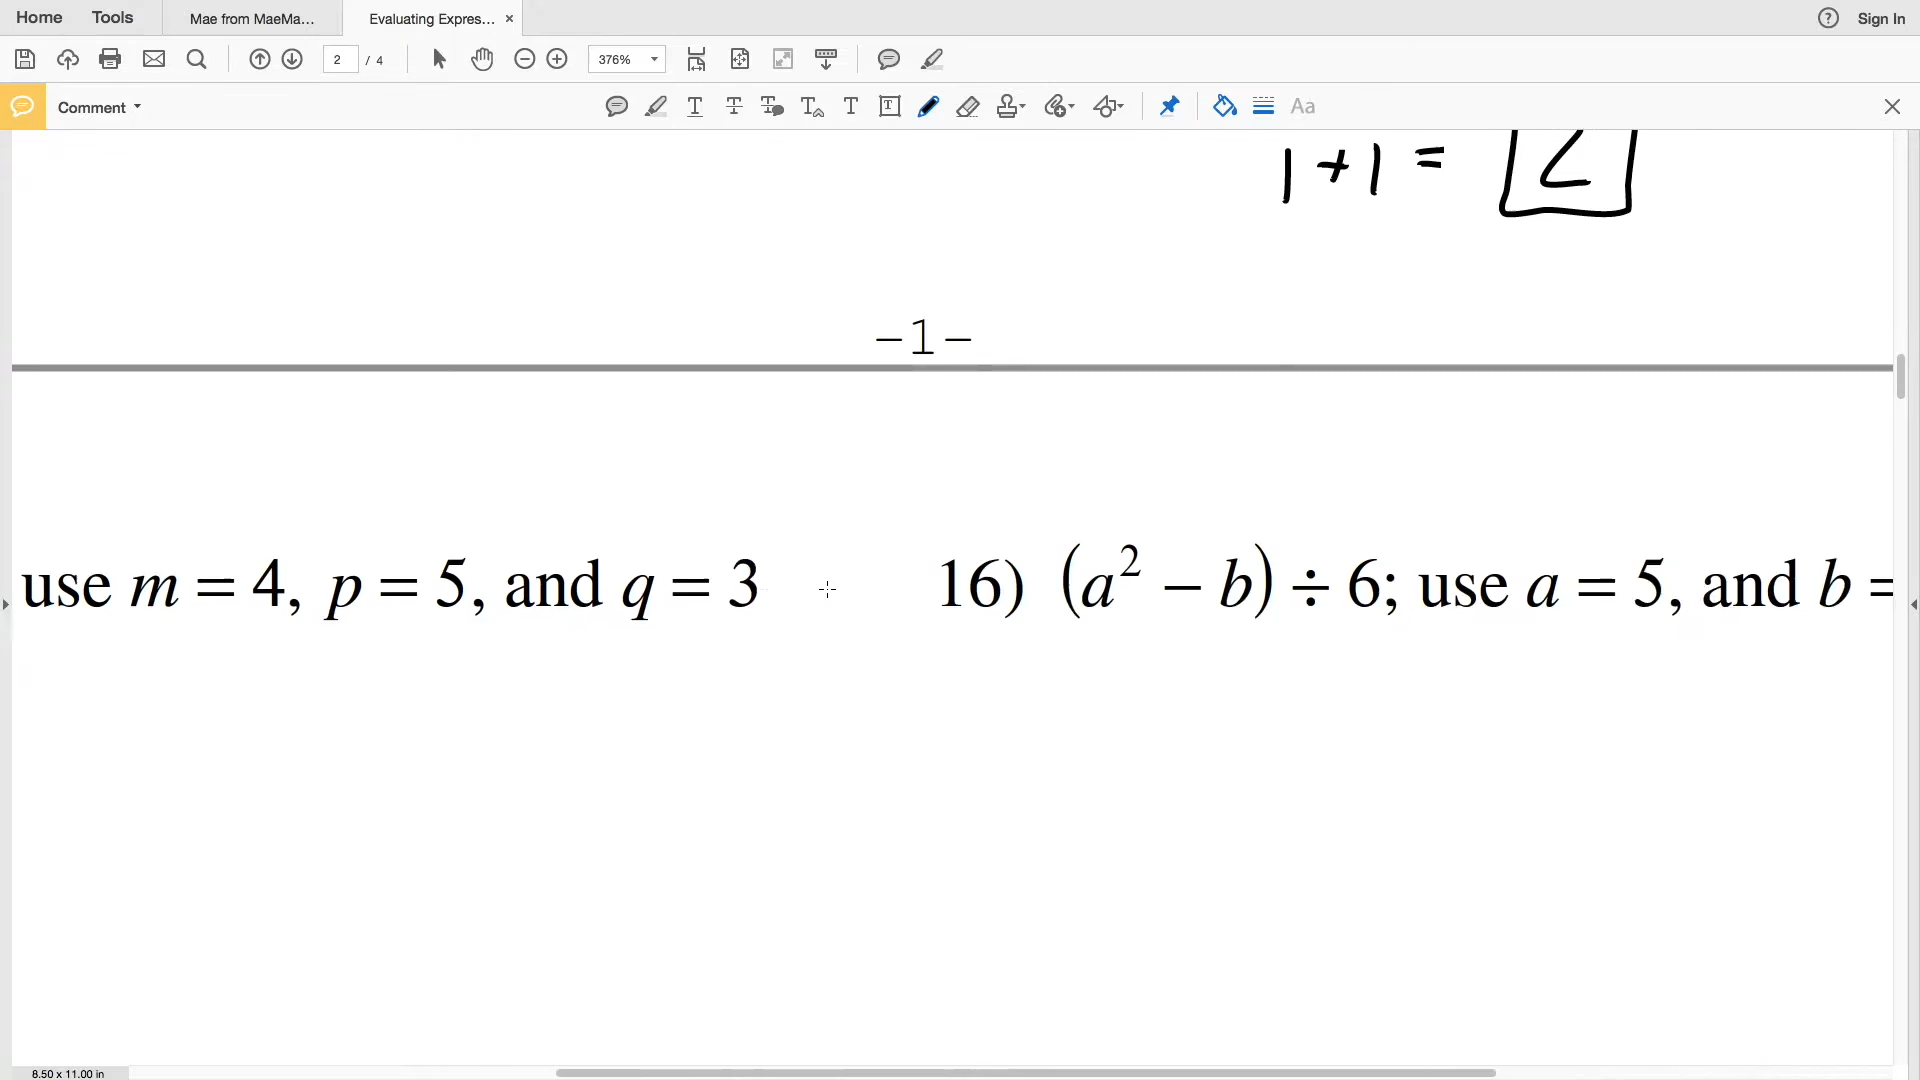 Home Tools Mae from MaeMa... Evaluating Expres... × ? Sign In
2 / 4 376%
Comment Aa
1 + 1 = 2
-1-
use m = 4, p = 5, and q = 3
16) (a² − b) ÷ 6; use a = 5, and b =
8.50 x 11.00 in